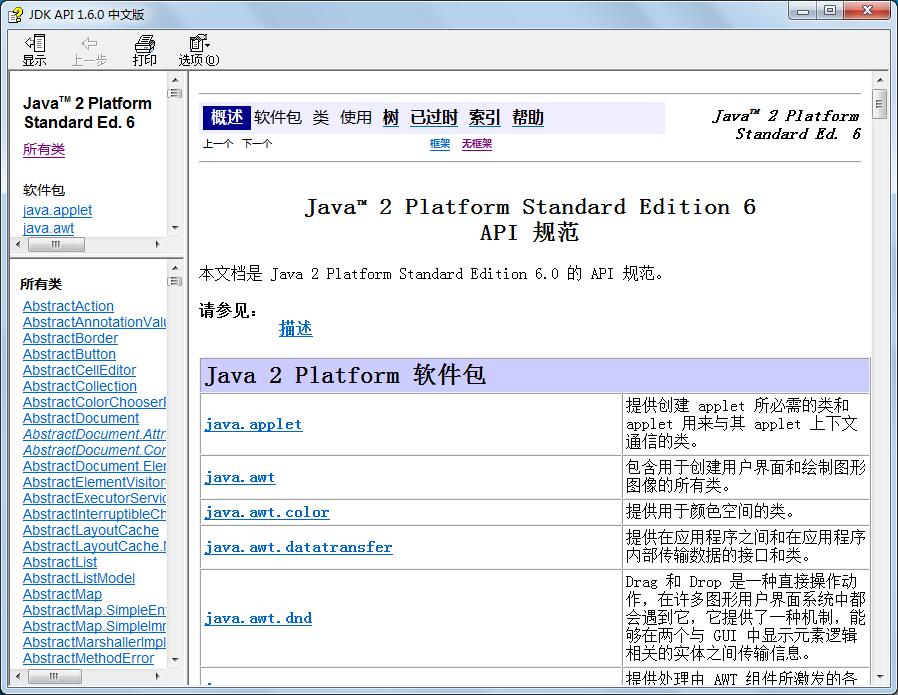 JDK API 1.6.0 中文版
显示 上一步 打印 选项(O)
Java™ 2 Platform
Standard Ed. 6
所有类
软件包
java.applet
java.awt
所有类
AbstractAction
AbstractAnnotationValu
AbstractBorder
AbstractButton
AbstractCellEditor
AbstractCollection
AbstractColorChooserF
AbstractDocument
AbstractDocument.Attr
AbstractDocument.Con
AbstractDocument.Eler
AbstractElementVisitor
AbstractExecutorServic
AbstractInterruptibleCh
AbstractLayoutCache
AbstractLayoutCache.N
AbstractList
AbstractListModel
AbstractMap
AbstractMap.SimpleEn
AbstractMap.SimpleImr
AbstractMarshallerImpl
AbstractMethodError
概述 软件包 类 使用 树 已过时 索引 帮助
Java™ 2 Platform
Standard Ed. 6
上一个 下一个 框架 无框架
Java™ 2 Platform Standard Edition 6
API 规范
本文档是 Java 2 Platform Standard Edition 6.0 的 API 规范。
请参见：
描述
Java 2 Platform 软件包
java.applet
提供创建 applet 所必需的类和
applet 用来与其 applet 上下文
通信的类。
java.awt
包含用于创建用户界面和绘制图形
图像的所有类。
java.awt.color
提供用于颜色空间的类。
java.awt.datatransfer
提供在应用程序之间和在应用程序
内部传输数据的接口和类。
java.awt.dnd
Drag 和 Drop 是一种直接操作动
作，在许多图形用户界面系统中都
会遇到它，它提供了一种机制，能
够在两个与 GUI 中显示元素逻辑
相关的实体之间传输信息。
提供处理由 AWT 组件所激发的各